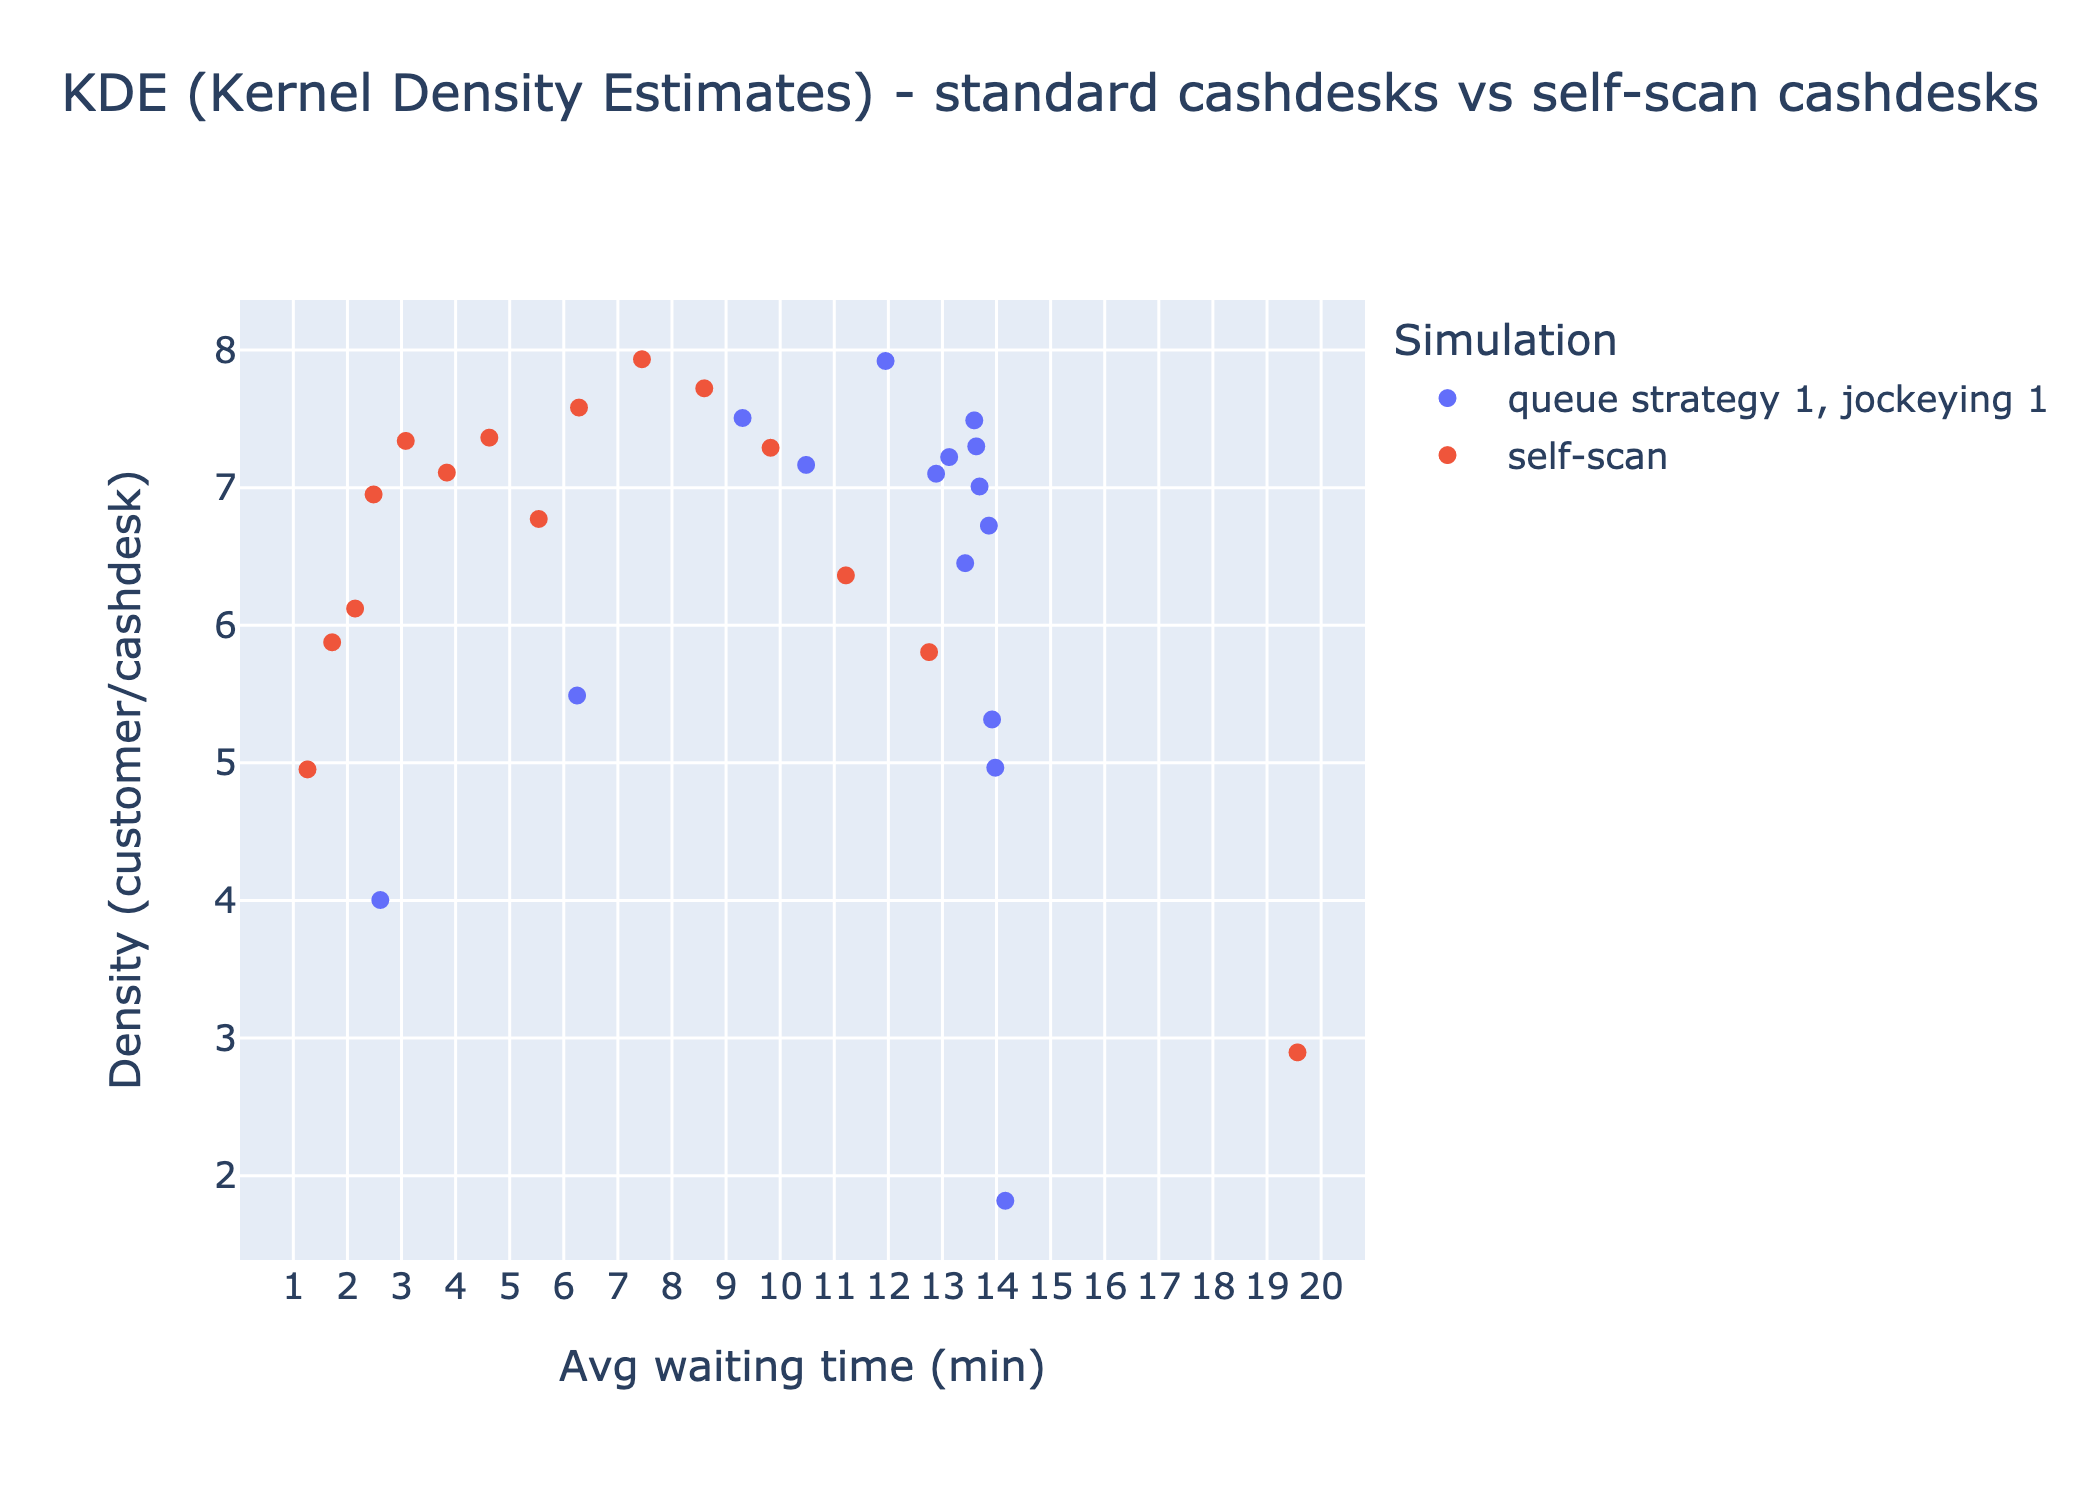 KDE (Kernel Density Estimates) - standard cashdesks vs self-scan cashdesks
Simulation
queue strategy 1, jockeying 1
self-scan
Density (customer/cashdesk)
8
7
6
5
4
3
2
1 2 3 4 5 6 7 8 9 10 11 12 13 14 15 16 17 18 19 20
Avg waiting time (min)